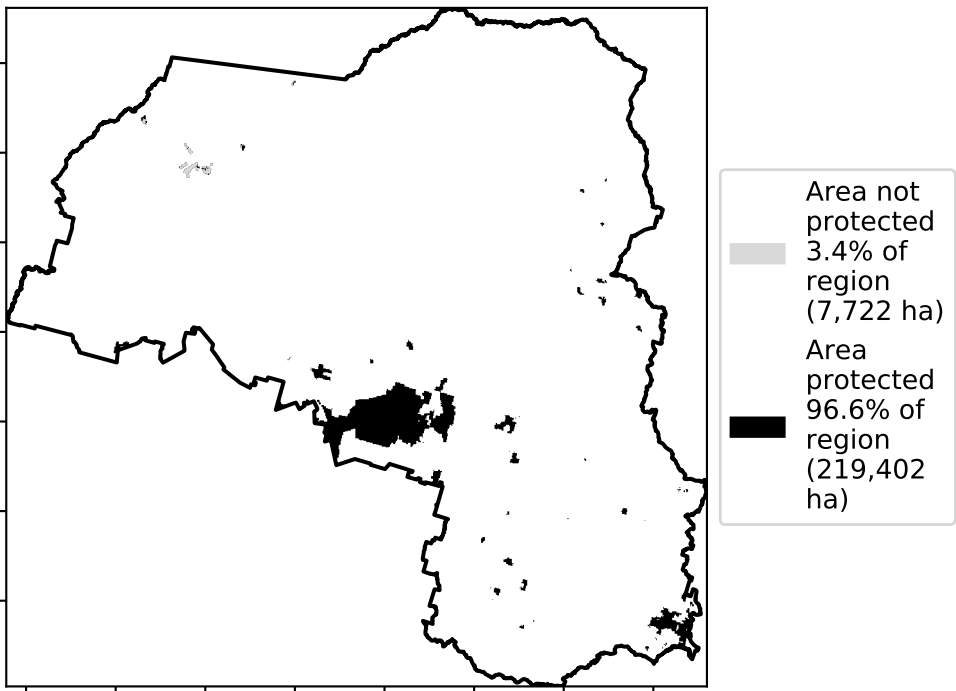 Area not
protected
3.4% of
region
(7,722 ha)
Area
protected
96.6% of
region
(219,402
ha)